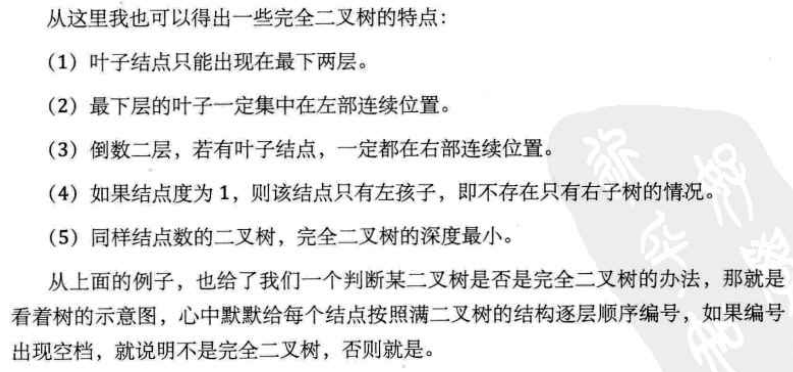 从这里我也可以得出一些完全二叉树的特点：
（1）叶子结点只能出现在最下两层。
（2）最下层的叶子一定集中在左部连续位置。
（3）倒数二层，若有叶子结点，一定都在右部连续位置。
（4）如果结点度为1，则该结点只有左孩子，即不存在只有右子树的情况。
（5）同样结点数的二叉树，完全二叉树的深度最小。
从上面的例子，也给了我们一个判断某二叉树是否是完全二叉树的办法，那就是
看着树的示意图，心中默默给每个结点按照满二叉树的结构逐层顺序编号，如果编号
出现空档，就说明不是完全二叉树，否则就是。